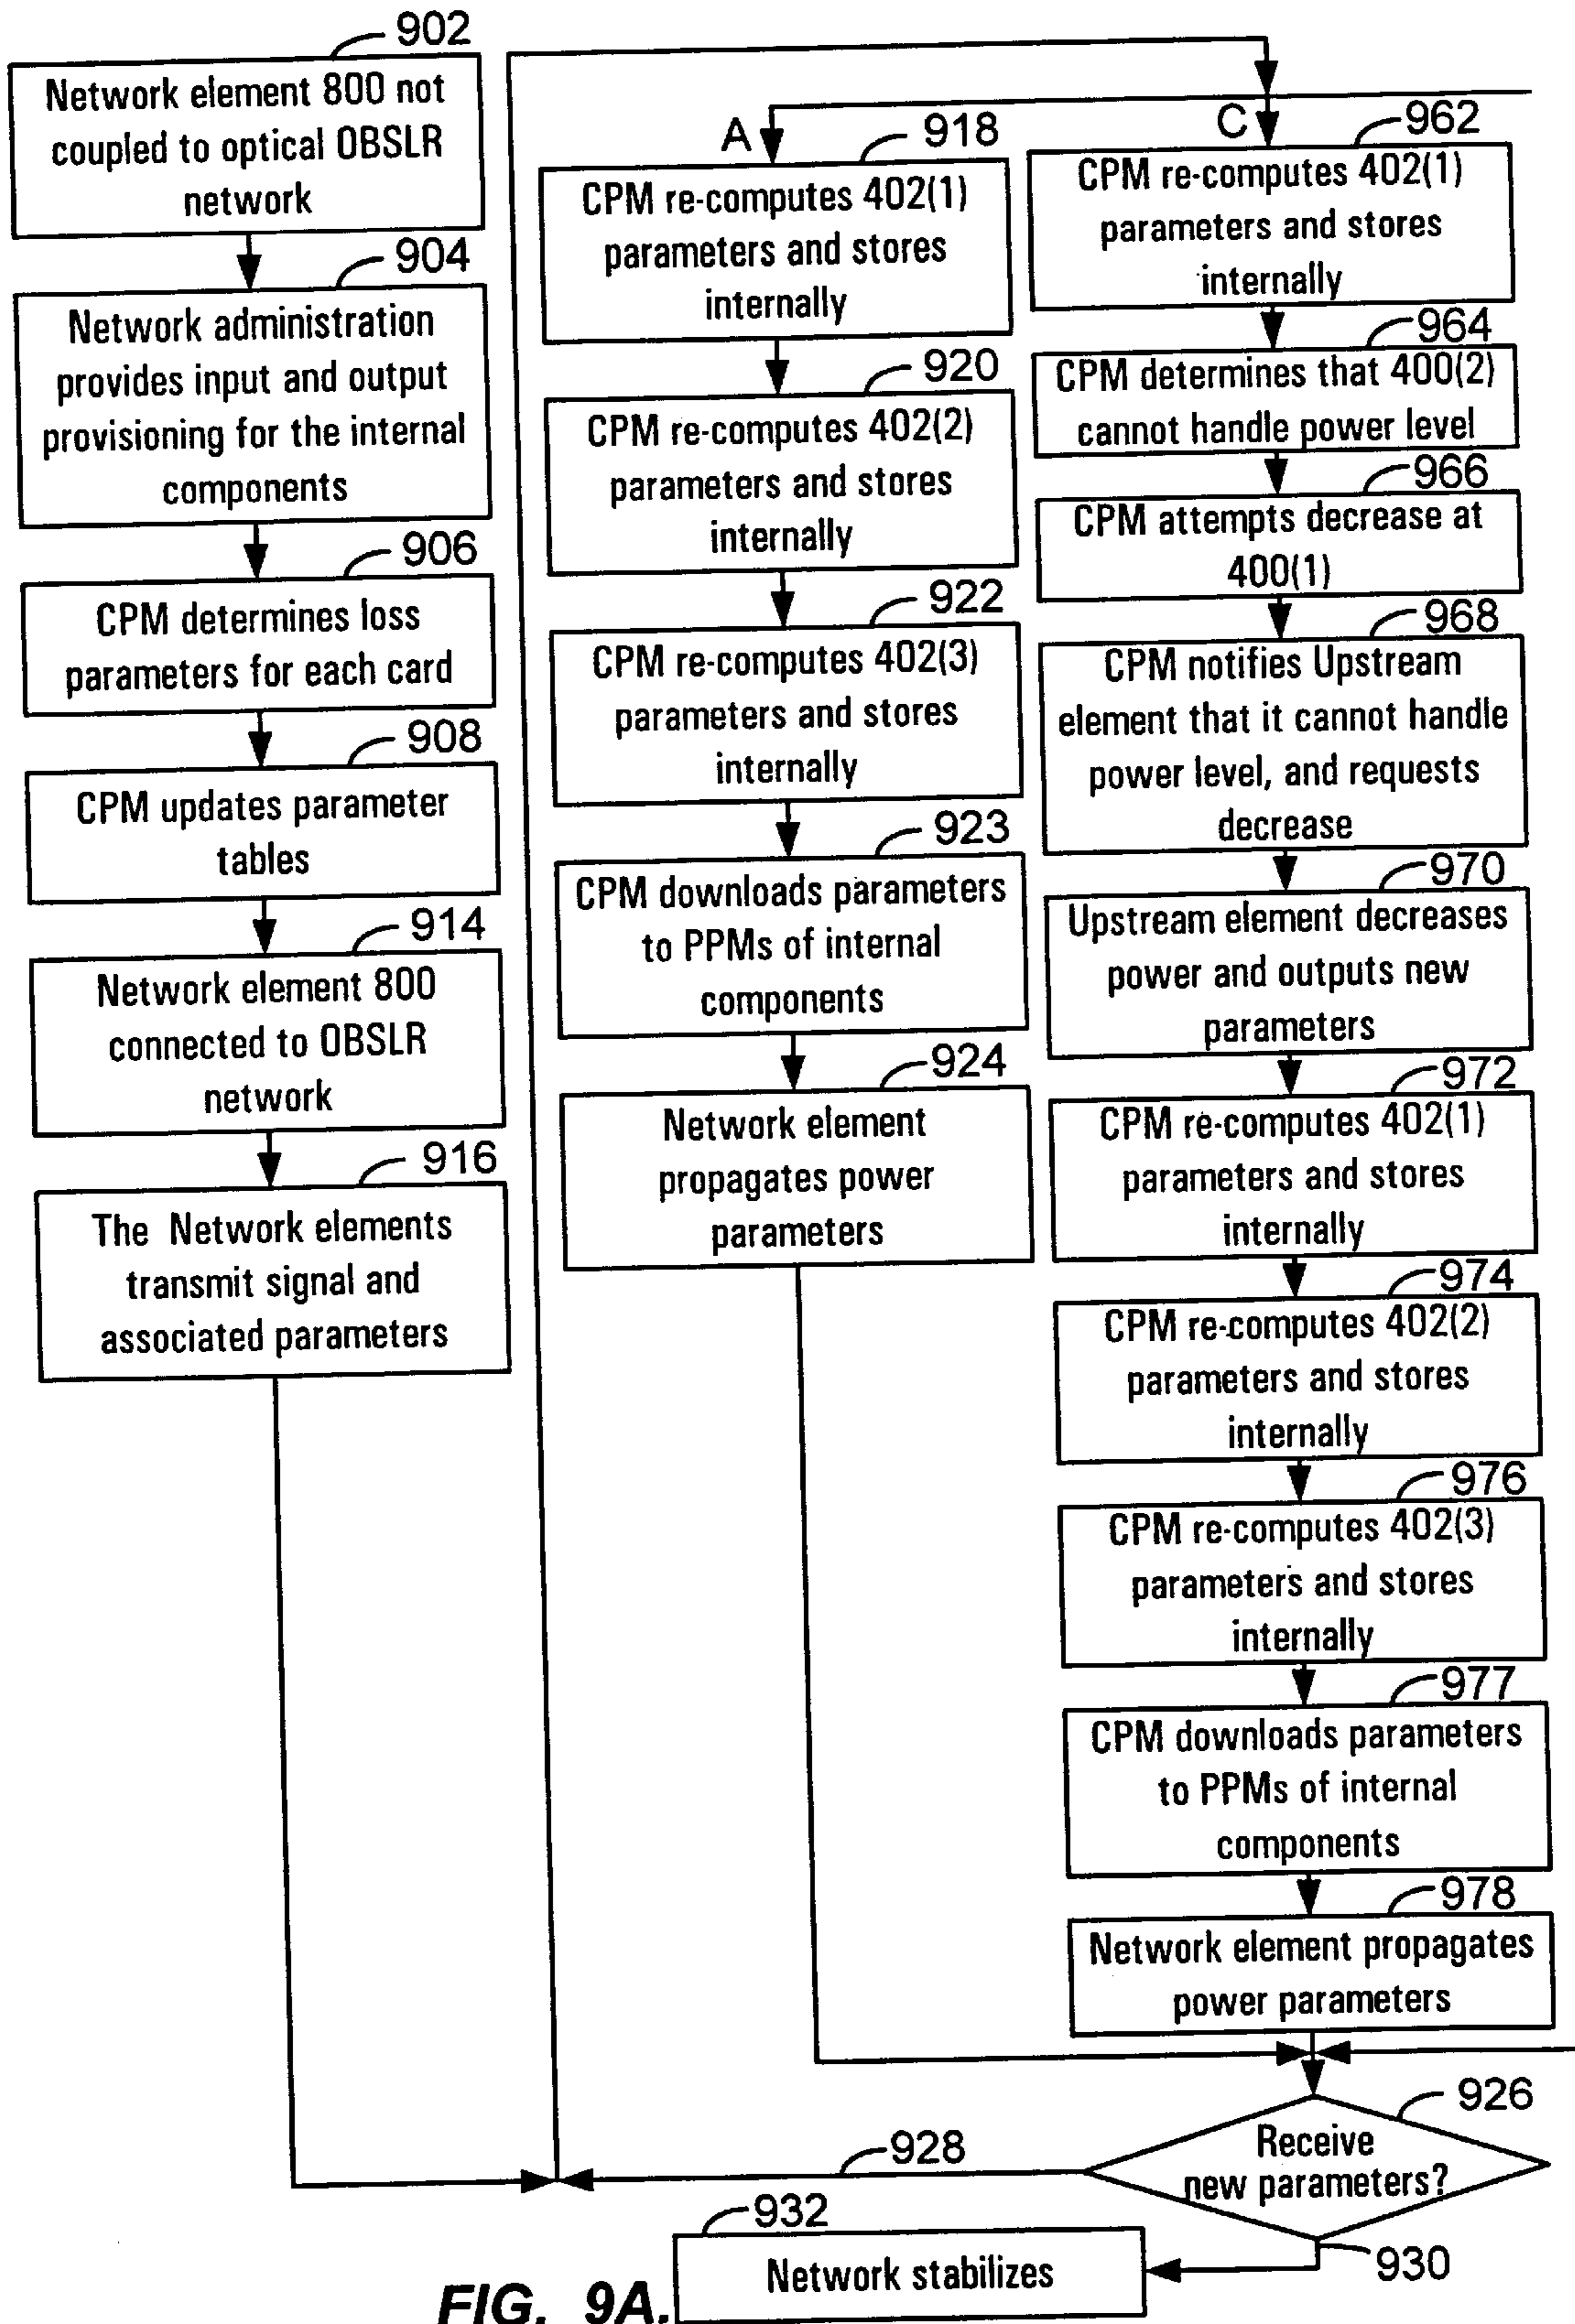 902
Network element 800 not
coupled to optical OBSLR
network
904
Network administration
provides input and output
provisioning for the internal
components
906
CPM determines loss
parameters for each card
908
CPM updates parameter
tables
914
Network element 800
connected to OBSLR
network
916
The Network elements
transmit signal and
associated parameters
A
918
CPM re-computes 402(1)
parameters and stores
internally
920
CPM re-computes 402(2)
parameters and stores
internally
922
CPM re-computes 402(3)
parameters and stores
internally
923
CPM downloads parameters
to PPMs of internal
components
924
Network element
propagates power
parameters
C
962
CPM re-computes 402(1)
parameters and stores
internally
964
CPM determines that 400(2)
cannot handle power level
966
CPM attempts decrease at
400(1)
968
CPM notifies Upstream
element that it cannot handle
power level, and requests
decrease
970
Upstream element decreases
power and outputs new
parameters
972
CPM re-computes 402(1)
parameters and stores
internally
974
CPM re-computes 402(2)
parameters and stores
internally
976
CPM re-computes 402(3)
parameters and stores
internally
977
CPM downloads parameters
to PPMs of internal
components
978
Network element propagates
power parameters
926
Receive
new parameters?
928
930
932
Network stabilizes
FIG. 9A.